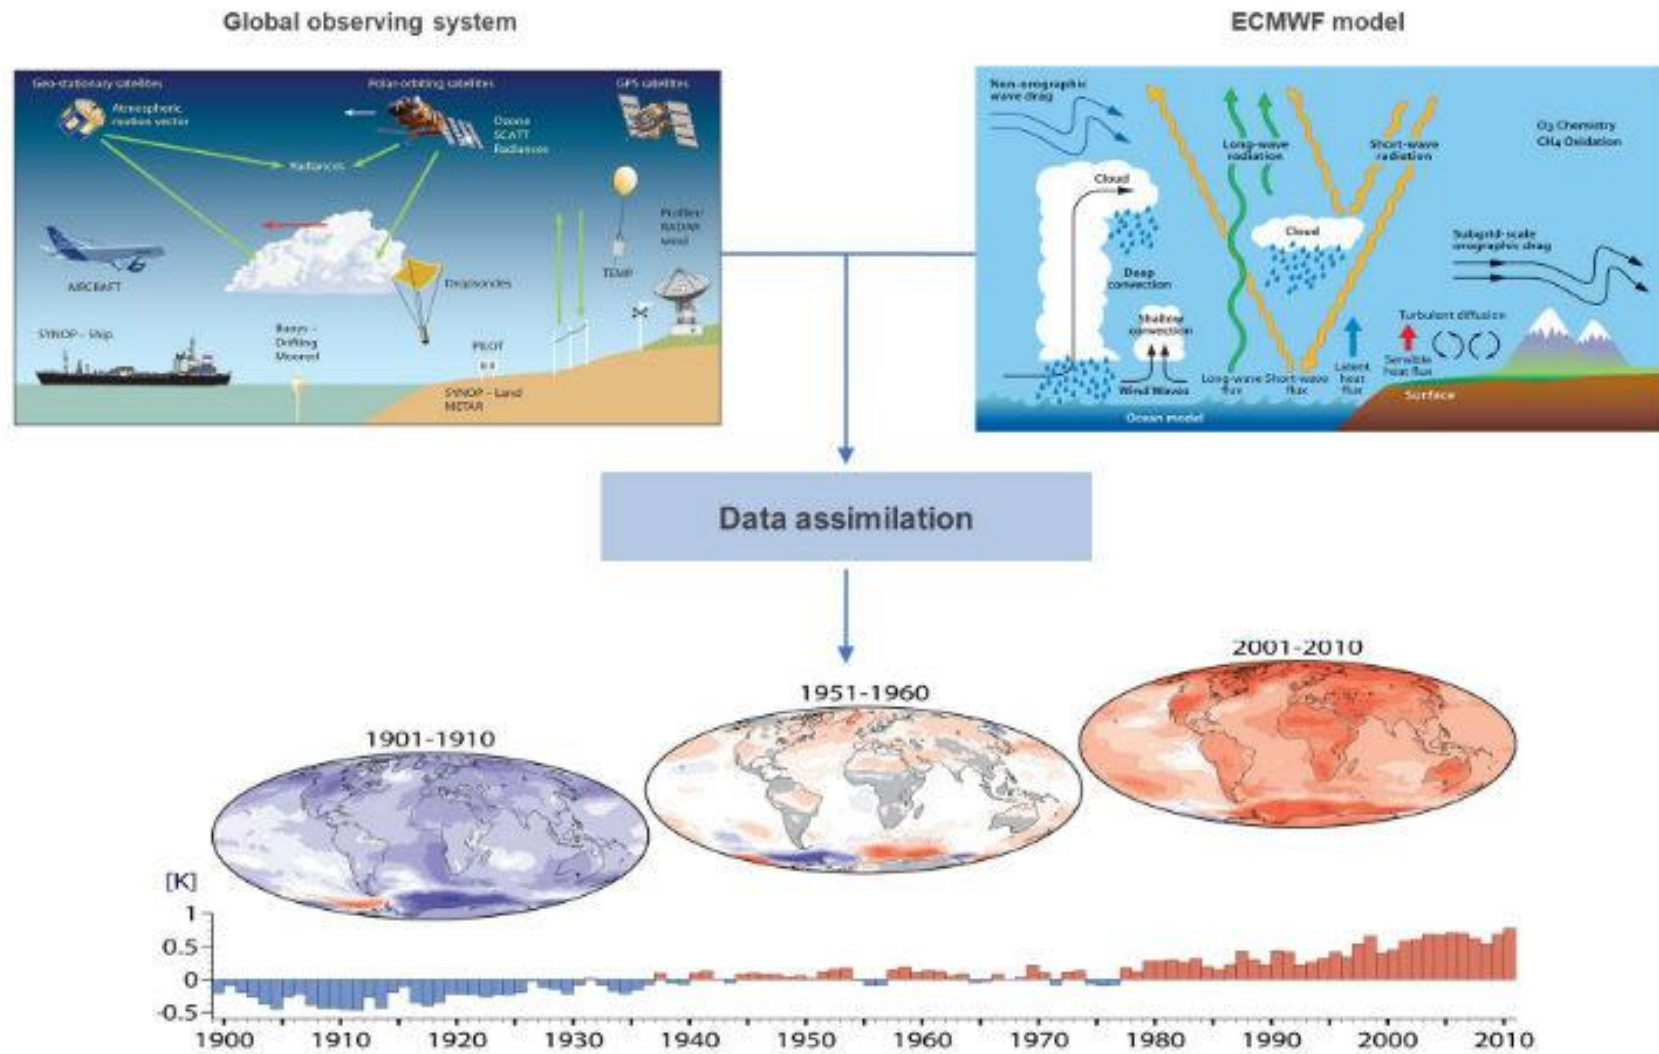 Global observing system
ECMWF model
Geo-stationary satellites
Polar-orbiting satellites
GPS satellites
Atmospheric
motion vector
Ozone
SCATT
Radiances
Radiances
Profiler/
RADAR
wind
TEMP
AIRCRAFT
Dropsondes
SYNOP – Ship
Buoys –
Drifting
Moored
PILOT
SYNOP – Land
METAR
Non-orographic
wave drag
Long-wave
radiation
Short-wave
radiation
O3 Chemistry
CH4 Oxidation
Cloud
Cloud
Subgrid-scale
orographic drag
Deep
convection
Shallow
convection
Turbulent diffusion
Latent
heat
flux
Sensible
heat flux
Long-wave
flux
Short-wave
flux
Wind Waves
Surface
Ocean model
Data assimilation
2001-2010
1951-1960
1901-1910
[K]
1
0.5
0
-0.5
1900 1910 1920 1930 1940 1950 1960 1970 1980 1990 2000 2010